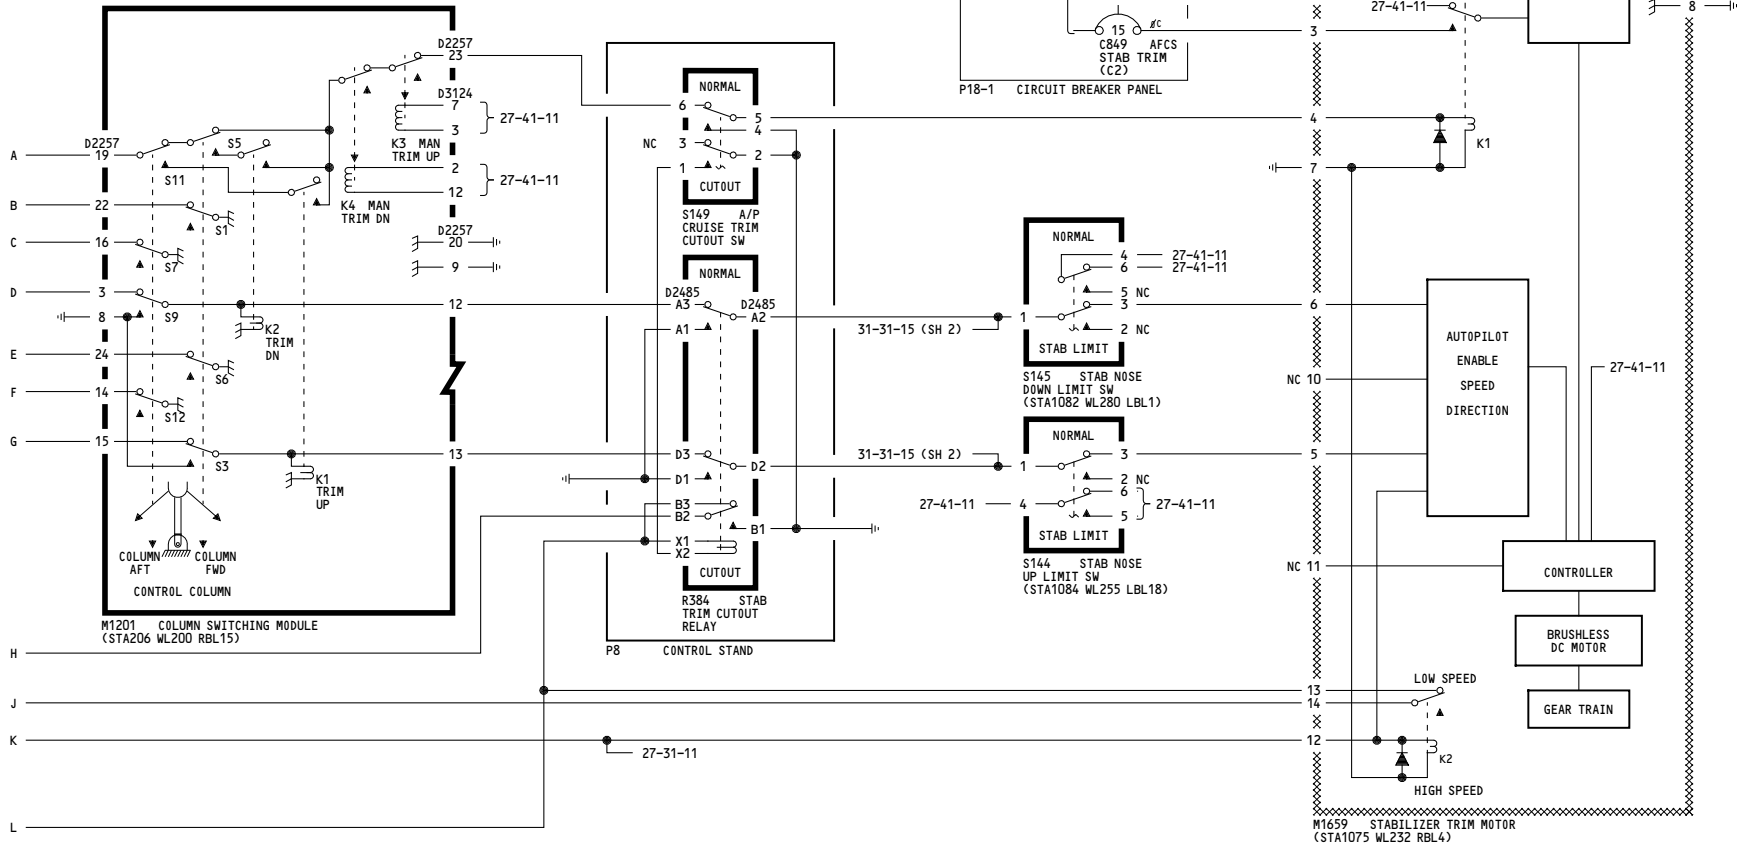 27-41-11
8
15
ȼC
3
C849 AFCS
STAB TRIM
(C2)
P18-1 CIRCUIT BREAKER PANEL
D2257
23
D3124
7
27-41-11
3
K3 MAN
TRIM UP
2
27-41-11
12
K4 MAN
TRIM DN
D2257
20
9
A
D2257
19
S5
S11
B
22
S1
C
16
S7
D
3
12
8
S9
K2
TRIM
DN
E
24
S6
F
14
S12
G
15
13
S3
K1
TRIM
UP
COLUMN
AFT
COLUMN
FWD
CONTROL COLUMN
M1201 COLUMN SWITCHING MODULE
(STA206 WL200 RBL15)
H
J
K
L
NORMAL
6
5
4
NC 3
2
1
CUTOUT
S149 A/P
CRUISE TRIM
CUTOUT SW
NORMAL
D2485
A3
D2485
A2
A1
D3
D2
D1
B3
B2
B1
X1
X2
CUTOUT
R384 STAB
TRIM CUTOUT
RELAY
P8 CONTROL STAND
27-31-11
31-31-15 (SH 2)
NORMAL
4 27-41-11
6 27-41-11
5 NC
3
1
2 NC
STAB LIMIT
S145 STAB NOSE
DOWN LIMIT SW
(STA1082 WL280 LBL1)
31-31-15 (SH 2)
NORMAL
3
1
2 NC
6
27-41-11 4
27-41-11
5
STAB LIMIT
S144 STAB NOSE
UP LIMIT SW
(STA1084 WL255 LBL18)
4
K1
7
6
AUTOPILOT
ENABLE
SPEED
DIRECTION
NC 10
27-41-11
5
NC 11
CONTROLLER
BRUSHLESS
DC MOTOR
GEAR TRAIN
LOW SPEED
13
14
12
K2
HIGH SPEED
M1659 STABILIZER TRIM MOTOR
(STA1075 WL232 RBL4)